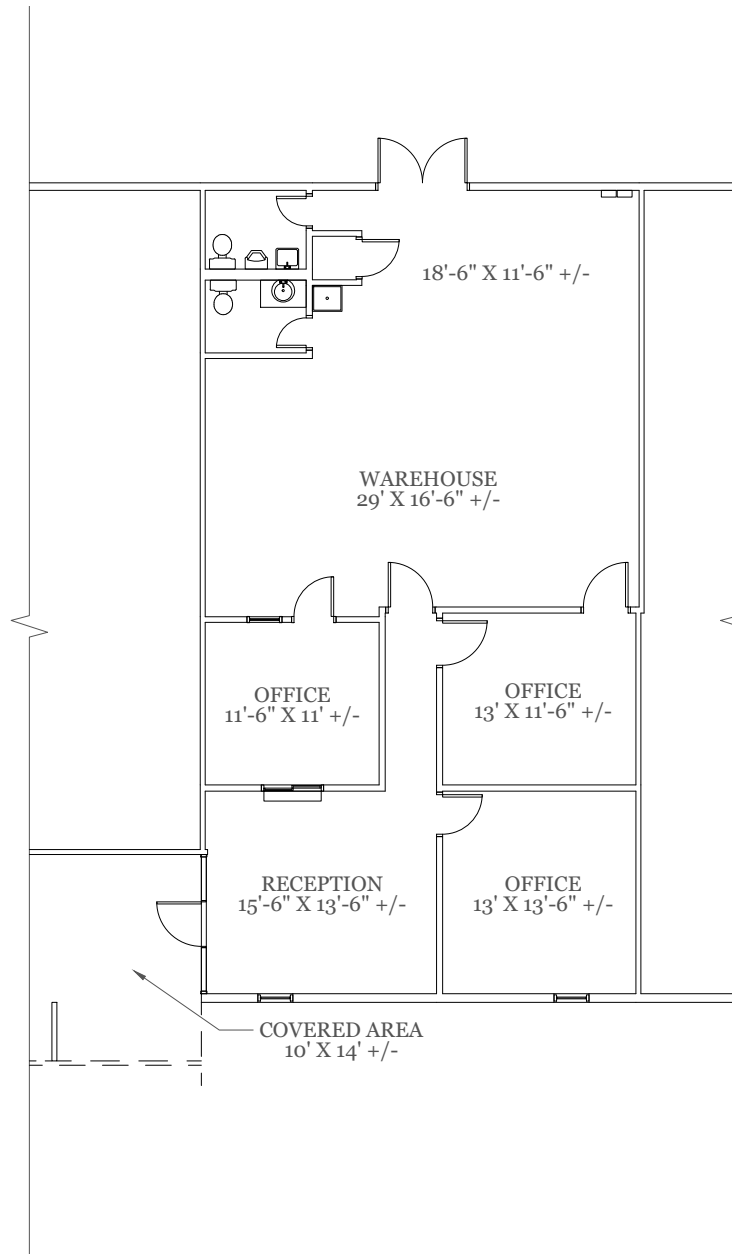 18'-6" X 11'-6" +/-
WAREHOUSE
29' X 16'-6" +/-
OFFICE
11'-6" X 11' +/-
OFFICE
13' X 11'-6" +/-
RECEPTION
15'-6" X 13'-6" +/-
OFFICE
13' X 13'-6" +/-
COVERED AREA
10' X 14' +/-